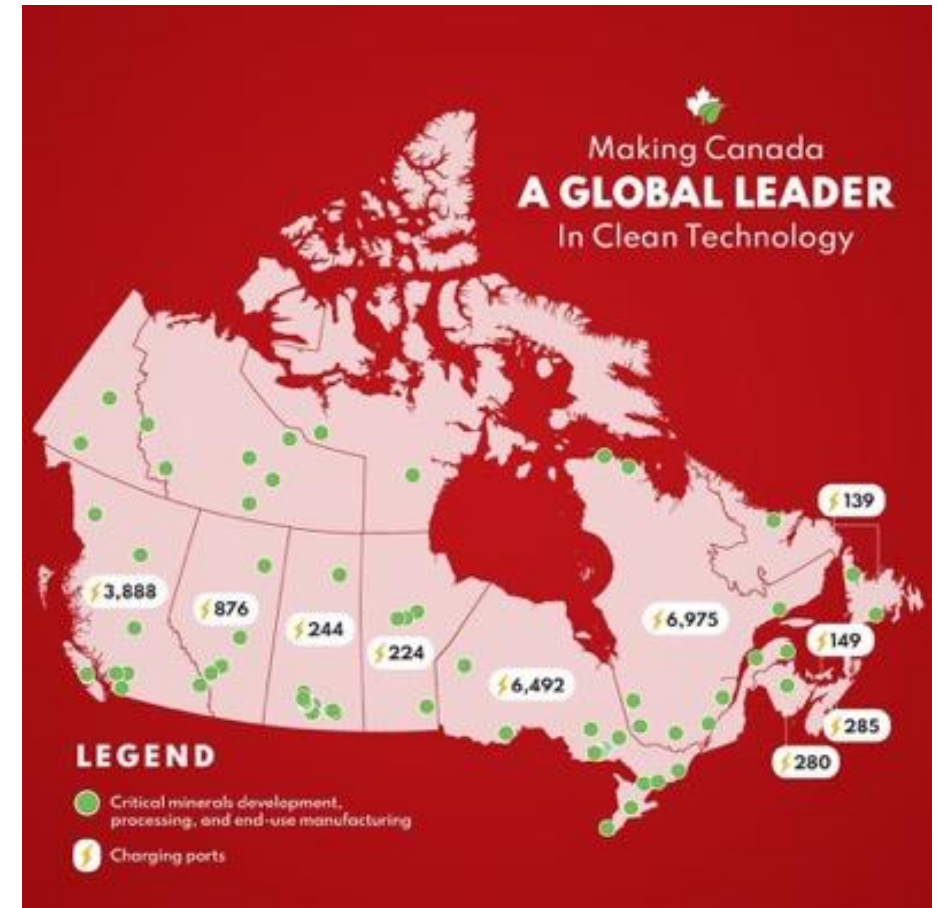 Making Canada
A GLOBAL LEADER
In Clean Technology
139
3,888
876
244
224
6,975
149
6,492
285
280
LEGEND
Critical minerals development,
processing, and end-use manufacturing
Charging ports